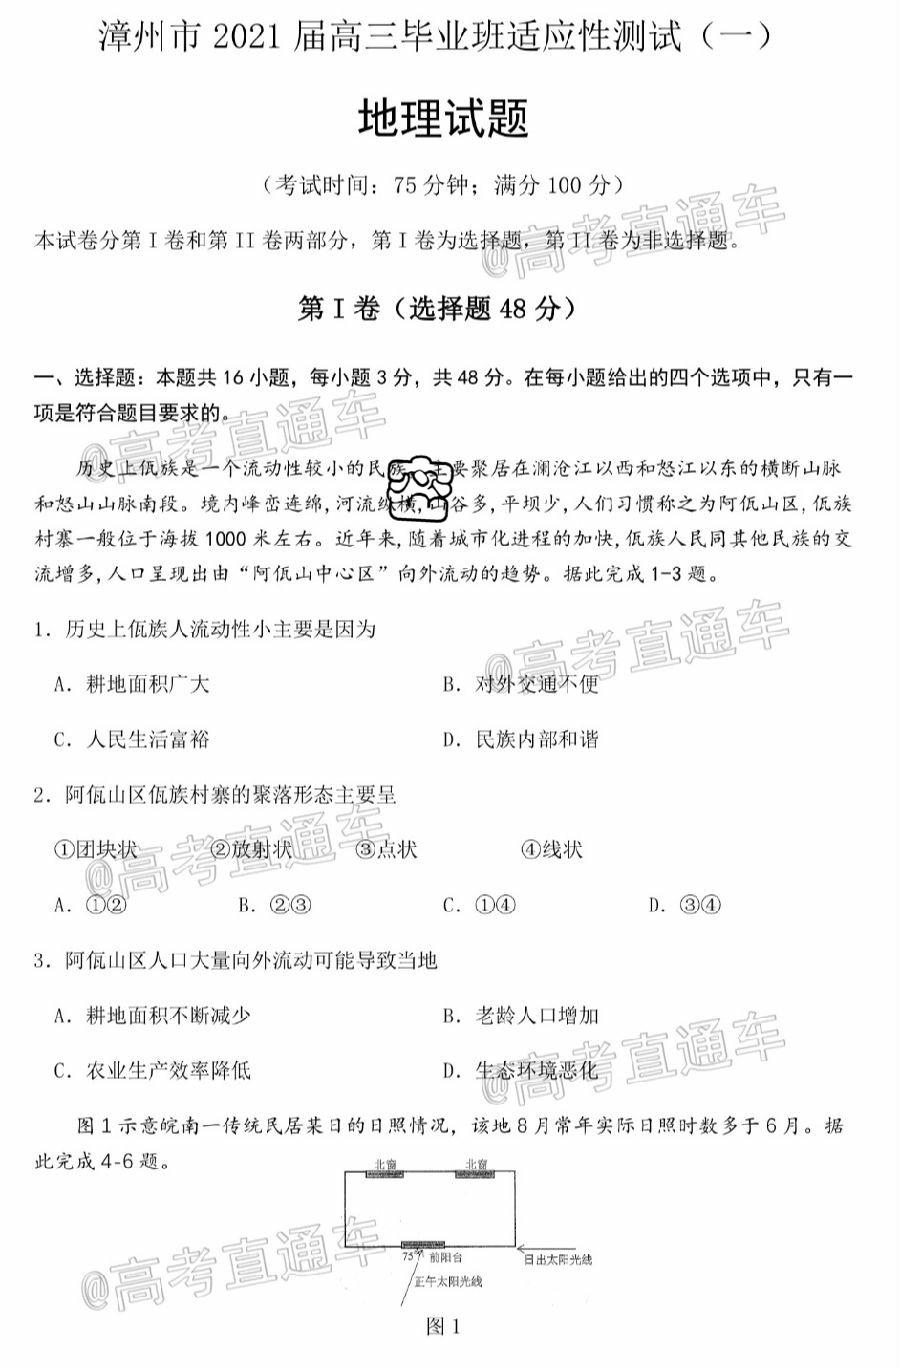 漳州市 2021 届高三毕业班适应性测试（一）
地理试题
（考试时间：75 分钟；满分 100 分）
本试卷分第 I 卷和第 II 卷两部分，第 I 卷为选择题，第 II 卷为非选择题。
@高考直通车
第 I 卷（选择题 48 分）
一、选择题：本题共 16 小题，每小题 3 分，共 48 分。在每小题给出的四个选项中，只有一
项是符合题目要求的。
@高考直通车
历史上佤族是一个流动性较小的民族 主要聚居在澜沧江以西和怒江以东的横断山脉
和怒山山脉南段。境内峰峦连绵,河流纵横,山谷多,平坝少,人们习惯称之为阿佤山区,佤族
村寨一般位于海拔 1000 米左右。近年来,随着城市化进程的加快,佤族人民同其他民族的交
流增多,人口呈现出由“阿佤山中心区”向外流动的趋势。据此完成 1-3 题。
1．历史上佤族人流动性小主要是因为
@高考直通车
A．耕地面积广大 B．对外交通不便
C．人民生活富裕 D．民族内部和谐
2．阿佤山区佤族村寨的聚落形态主要呈
①团块状 ②放射状 ③点状 ④线状
@高考直通车
A．①② B．②③ C．①④ D．③④
3．阿佤山区人口大量向外流动可能导致当地
A．耕地面积不断减少 B．老龄人口增加
@高考直通车
C．农业生产效率降低 D．生态环境恶化
图 1 示意皖南一传统民居某日的日照情况，该地 8 月常年实际日照时数多于 6 月。据
此完成 4-6 题。
北窗 北窗
@高考直通车
75° 前阳台 日出太阳光线
正午太阳光线
图 1